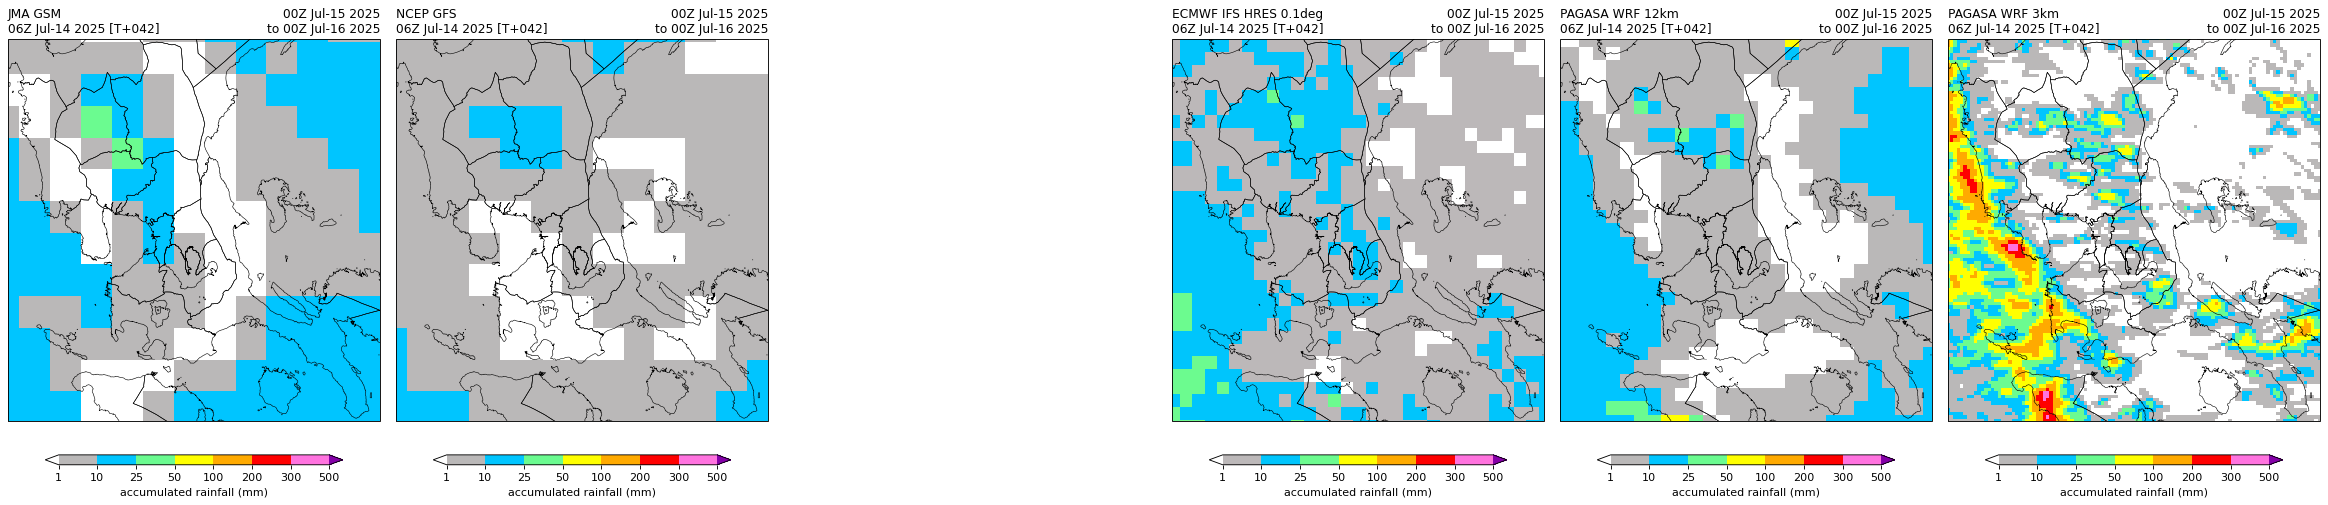 JMA GSM 00Z Jul-15 2025
06Z Jul-14 2025 [T+042] to 00Z Jul-16 2025
1 10 25 50 100 200 300 500
accumulated rainfall (mm)
NCEP GFS 00Z Jul-15 2025
06Z Jul-14 2025 [T+042] to 00Z Jul-16 2025
1 10 25 50 100 200 300 500
accumulated rainfall (mm)
ECMWF IFS HRES 0.1deg 00Z Jul-15 2025
06Z Jul-14 2025 [T+042] to 00Z Jul-16 2025
1 10 25 50 100 200 300 500
accumulated rainfall (mm)
PAGASA WRF 12km 00Z Jul-15 2025
06Z Jul-14 2025 [T+042] to 00Z Jul-16 2025
1 10 25 50 100 200 300 500
accumulated rainfall (mm)
PAGASA WRF 3km 00Z Jul-15 2025
06Z Jul-14 2025 [T+042] to 00Z Jul-16 2025
1 10 25 50 100 200 300 500
accumulated rainfall (mm)